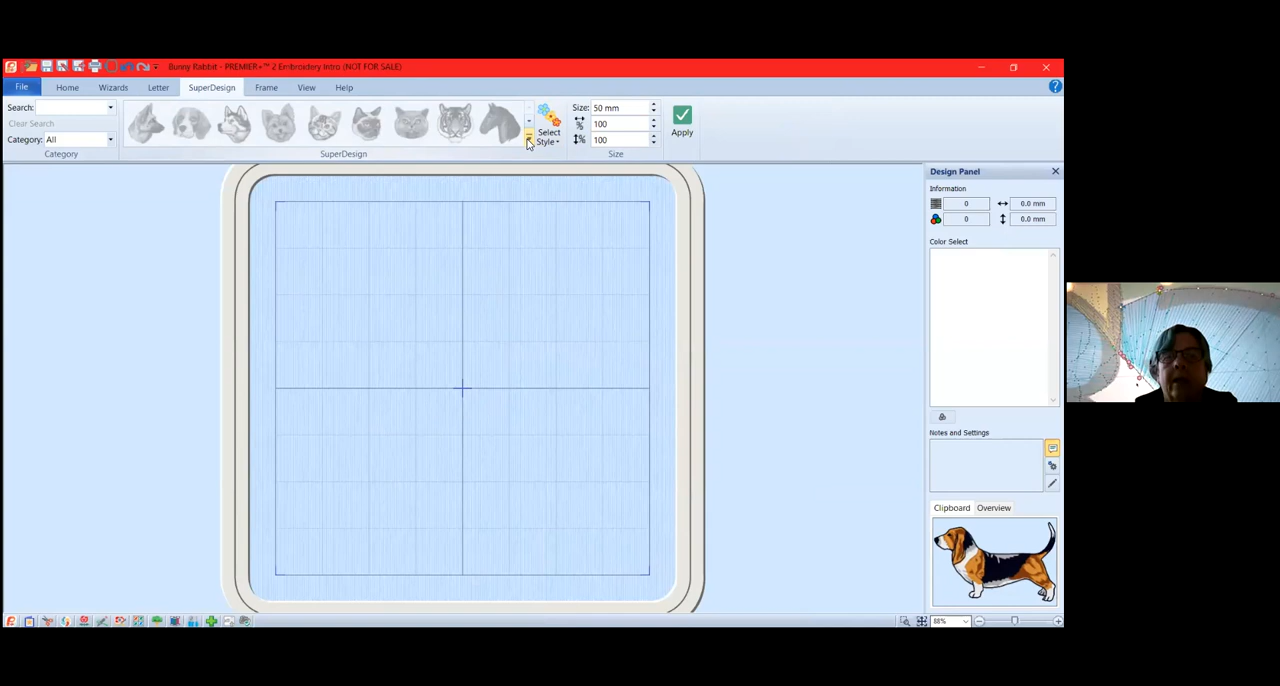 Bunny Rabbit - PREMIER+™ 2 Embroidery Intro (NOT FOR SALE)
File Home Wizards Letter SuperDesign Frame View Help
Search:
Clear Search
Category: All
Category
SuperDesign
Select
Style
Size: 50 mm
% 100
% 100
Size
Apply
Design Panel
Information
0 0.0 mm
0 0.0 mm
Color Select
Notes and Settings
Clipboard Overview
88%